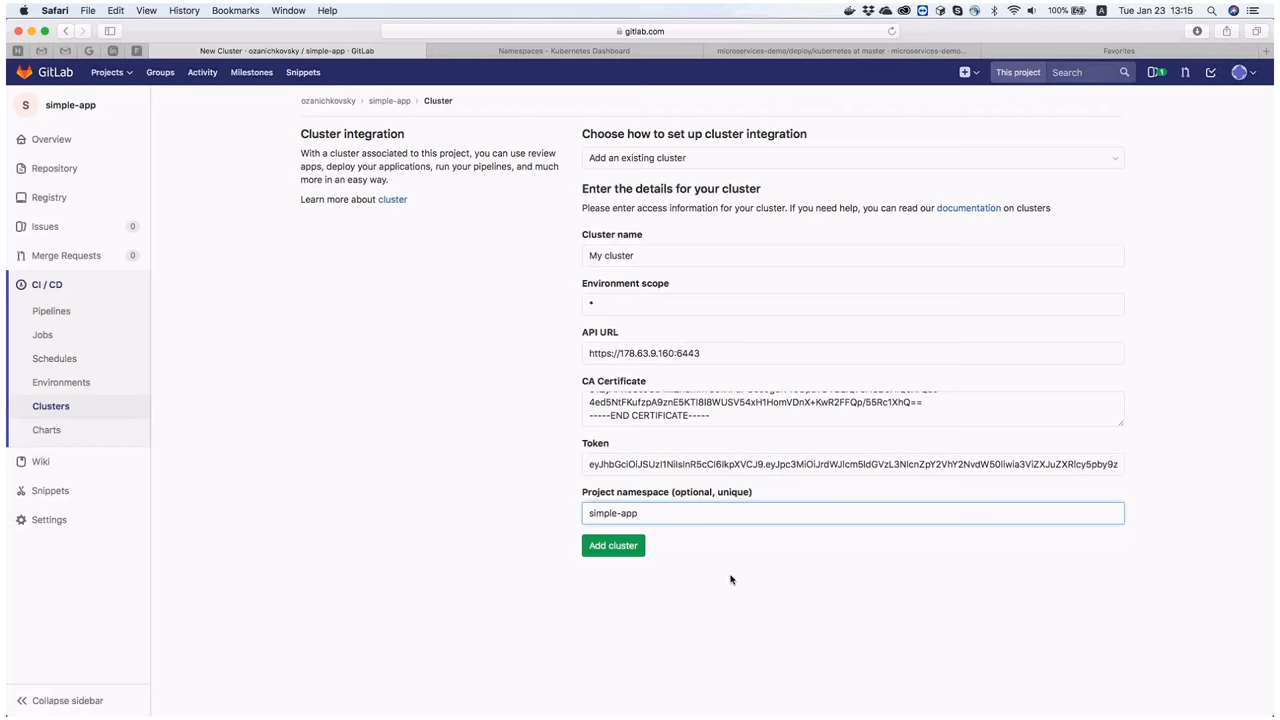 Safari File Edit View History Bookmarks Window Help 100% Tue Jan 23 13:15
gitlab.com
New Cluster · ozanichkovsky / simple-app · GitLab
Namespaces - Kubernetes Dashboard
microservices-demo/deploy/kubernetes at master · microservices-demo...
Favorites
GitLab Projects Groups Activity Milestones Snippets This project Search 1
S simple-app
Overview
Repository
Registry
Issues 0
Merge Requests 0
CI / CD
Pipelines
Jobs
Schedules
Environments
Clusters
Charts
Wiki
Snippets
Settings
Collapse sidebar
ozanichkovsky > simple-app > Cluster
Cluster integration
With a cluster associated to this project, you can use review
apps, deploy your applications, run your pipelines, and much
more in an easy way.
Learn more about cluster
Choose how to set up cluster integration
Add an existing cluster
Enter the details for your cluster
Please enter access information for your cluster. If you need help, you can read our documentation on clusters
Cluster name
My cluster
Environment scope
*
API URL
https://178.63.9.160:6443
CA Certificate
-----END CERTIFICATE-----
Token
Project namespace (optional, unique)
simple-app
Add cluster